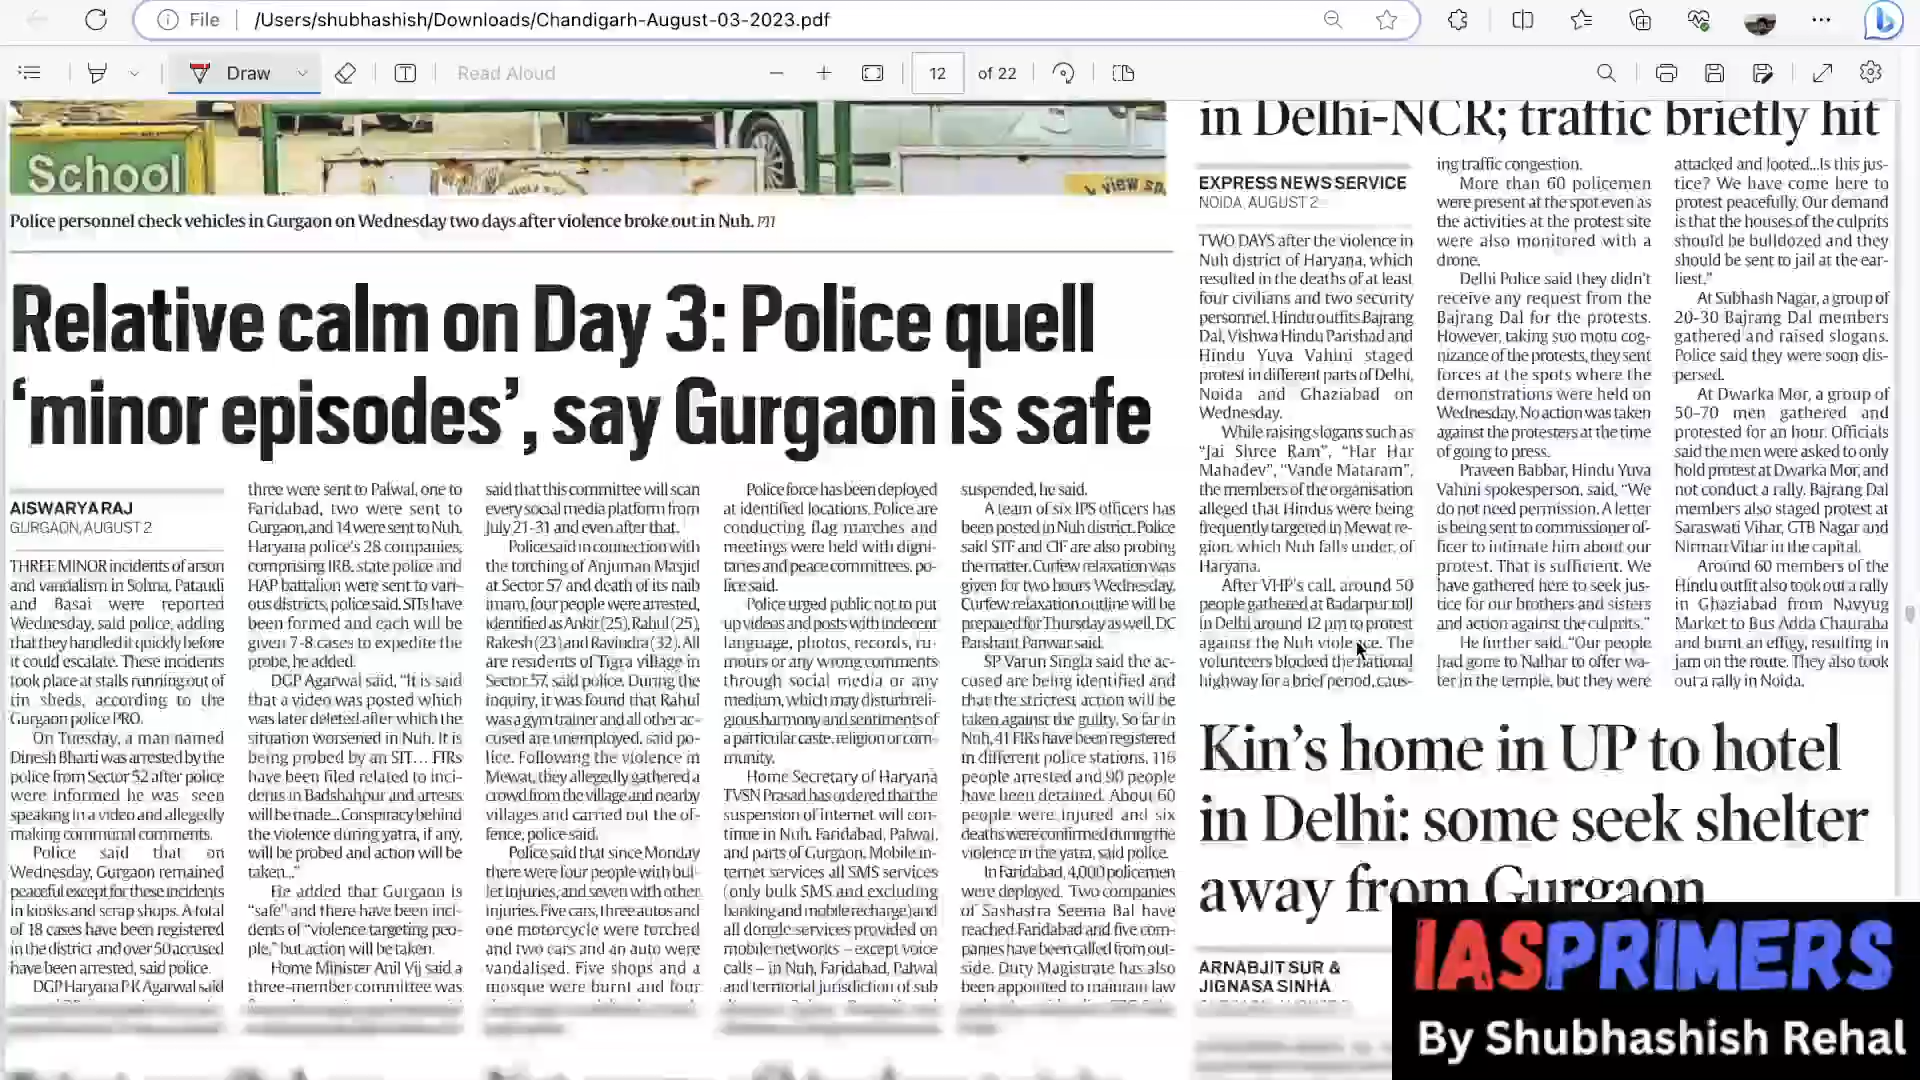 File
/Users/shubhashish/Downloads/Chandigarh-August-03-2023.pdf
Draw
Read Aloud
12
of 22
School
Police personnel check vehicles in Gurgaon on Wednesday two days after violence broke out in Nuh. PTI
Relative calm on Day 3: Police quell
‘minor episodes’, say Gurgaon is safe
AISWARYA RAJ
GURGAON, AUGUST 2
THREE MINOR incidents of arson
and vandalism in Sohna, Pataudi
and Basai were reported
Wednesday, said police, adding
that they handled it quickly before
it could escalate. These incidents
took place at stalls running out of
tin sheds, according to the
Gurgaon police PRO.
On Tuesday, a man named
Dinesh Bharti was arrested by the
police from Sector 52 after police
were informed he was seen
speaking in a video and allegedly
making communal comments.
Police said that on
Wednesday, Gurgaon remained
peaceful except for these incidents
in kiosks and scrap shops. A total
of 18 cases have been registered
in the district and over 50 accused
have been arrested, said police.
DGP Haryana P K Agarwal said
three were sent to Palwal, one to
Faridabad, two were sent to
Gurgaon, and 14 were sent to Nuh.
Haryana police's 28 companies,
comprising IRB, state police and
HAP battalion were sent to vari-
ous districts, police said. SITs have
been formed and each will be
given 7-8 cases to expedite the
probe, he added.
DGP Agarwal said, “It is said
that a video was posted which
was later deleted after which the
situation worsened in Nuh. It is
being probed by an SIT… FIRs
have been filed related to inci-
dents in Badshahpur and arrests
will be made... Conspiracy behind
the violence during yatra, if any,
will be probed and action will be
taken..”
He added that Gurgaon is
“safe” and there have been inci-
dents of “violence targeting peo-
ple,” but action will be taken.
Home Minister Anil Vij said a
three-member committee was
said that this committee will scan
every social media platform from
July 21-31 and even after that.
Police said in connection with
the torching of Anjuman Masjid
at Sector 57 and death of its naib
imam, four people were arrested,
identified as Ankit (25), Rahul (25),
Rakesh (23) and Ravindra (32). All
are residents of Tigra village in
Sector 57, said police. During the
inquiry, it was found that Rahul
was a gym trainer and all other ac-
cused are unemployed, said po-
lice. Following the violence in
Mewat, they allegedly gathered a
crowd from the village and nearby
villages and carried out the of-
fence, police said.
Police said that since Monday
there were four people with bul-
let injuries, and seven with other
injuries. Five cars, three autos and
one motorcycle were torched
and two cars and an auto were
vandalised. Five shops and a
mosque were burnt and four
Police force has been deployed
at identified locations. Police are
conducting flag marches and
meetings were held with digni-
taries and peace committees, po-
lice said.
Police urged public not to put
up videos and posts with indecent
language, photos, records, ru-
mours or any wrong comments
through social media or any
medium, which may disturb reli-
gious harmony and sentiments of
a particular caste, religion or com-
munity.
Home Secretary of Haryana
TVSN Prasad has ordered that the
suspension of internet will con-
tinue in Nuh, Faridabad, Palwal,
and parts of Gurgaon. Mobile in-
ternet services all SMS services
(only bulk SMS and excluding
banking and mobile recharge) and
all dongle services provided on
mobile networks – except voice
calls – in Nuh, Faridabad, Palwal
and territorial jurisdiction of sub
suspended, he said.
A team of six IPS officers has
been posted in Nuh district. Police
said STF and CIF are also probing
the matter. Curfew relaxation was
given for two hours Wednesday.
Curfew relaxation outline will be
prepared for Thursday as well, DC
Parshant Panwar said.
SP Varun Singla said the ac-
cused are being identified and
that the strictest action will be
taken against the guilty. So far in
Nuh, 41 FIRs have been registered
in different police stations, 116
people arrested and 90 people
have been detained. About 60
people were injured and six
deaths were confirmed during the
violence in the yatra, said police.
In Faridabad, 4,000 policemen
were deployed. Two companies
of Sashastra Seema Bal have
reached Faridabad and five com-
panies have been called from out-
side. Duty Magistrate has also
been appointed to maintain law
in Delhi-NCR; traffic briefly hit
EXPRESS NEWS SERVICE
NOIDA, AUGUST 2
TWO DAYS after the violence in
Nuh district of Haryana, which
resulted in the deaths of at least
four civilians and two security
personnel, Hindu outfits Bajrang
Dal, Vishwa Hindu Parishad and
Hindu Yuva Vahini staged
protest in different parts of Delhi,
Noida and Ghaziabad on
Wednesday.
While raising slogans such as
“Jai Shree Ram”, “Har Har
Mahadev”, “Vande Mataram”,
the members of the organisation
alleged that Hindus were being
frequently targeted in Mewat re-
gion, which Nuh falls under, of
Haryana.
After VHP's call, around 50
people gathered at Badarpur toll
in Delhi around 12 pm to protest
against the Nuh violence. The
volunteers blocked the national
highway for a brief period, caus-
ing traffic congestion.
More than 60 policemen
were present at the spot even as
the activities at the protest site
were also monitored with a
drone.
Delhi Police said they didn't
receive any request from the
Bajrang Dal for the protests.
However, taking suo motu cog-
nizance of the protests, they sent
forces at the spots where the
demonstrations were held on
Wednesday. No action was taken
against the protesters at the time
of going to press.
Praveen Babbar, Hindu Yuva
Vahini spokesperson, said, “We
do not need permission. A letter
is being sent to commissioner of-
ficer to intimate him about our
protest. That is sufficient. We
have gathered here to seek jus-
tice for our brothers and sisters
and action against the culprits.”
He further said, “Our people
had gone to Nalhar to offer wa-
ter in the temple, but they were
attacked and looted...Is this jus-
tice? We have come here to
protest peacefully. Our demand
is that the houses of the culprits
should be bulldozed and they
should be sent to jail at the ear-
liest.”
At Subhash Nagar, a group of
20-30 Bajrang Dal members
gathered and raised slogans.
Police said they were soon dis-
persed.
At Dwarka Mor, a group of
50-70 men gathered and
protested for an hour. Officials
said the men were asked to only
hold protest at Dwarka Mor, and
not conduct a rally. Bajrang Dal
members also staged protest at
Saraswati Vihar, GTB Nagar and
Nirman Vihar in the capital.
Around 60 members of the
Hindu outfit also took out a rally
in Ghaziabad from Navyug
Market to Bus Adda Chauraha
and burnt an effigy, resulting in
jam on the route. They also took
out a rally in Noida.
Kin's home in UP to hotel
in Delhi: some seek shelter
away from Gurgaon
ARNABJIT SUR &
JIGNASA SINHA
IASPRIMERS
By Shubhashish Rehal